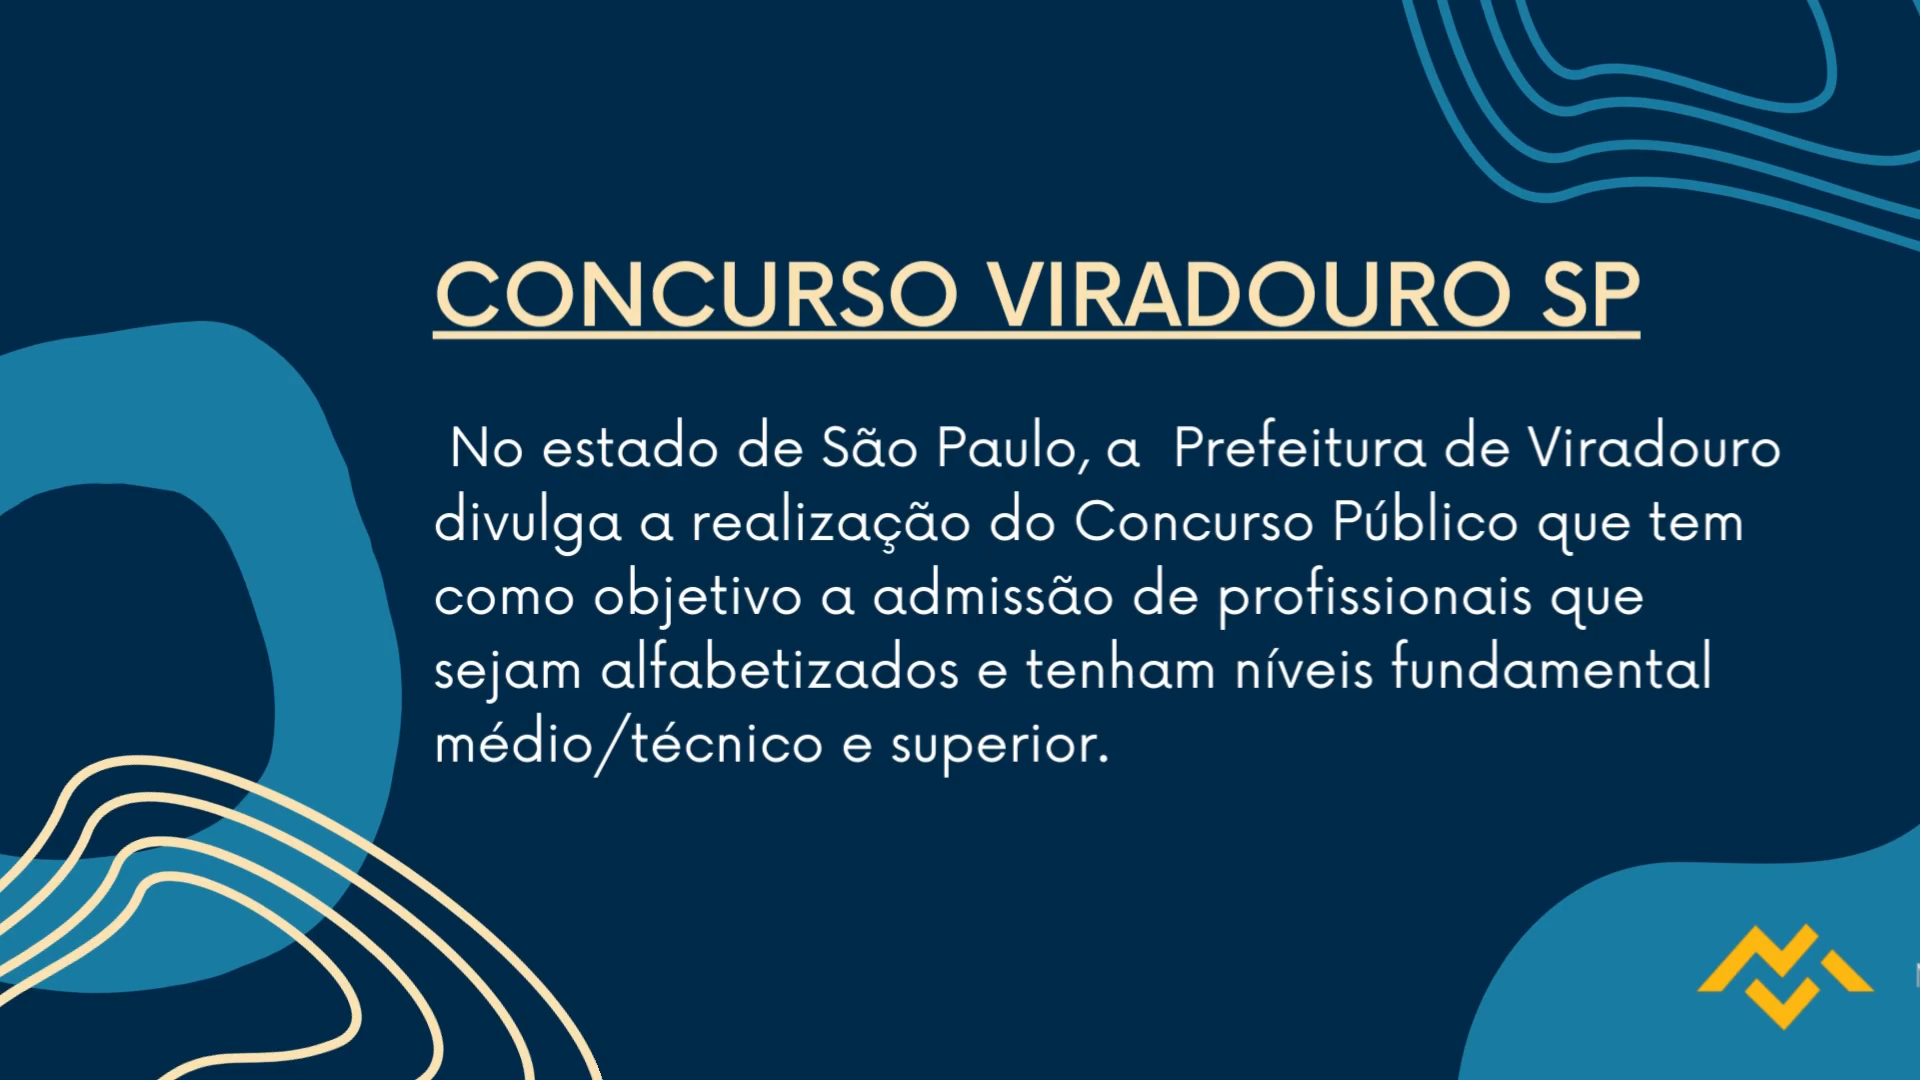 CONCURSO VIRADOURO SP
No estado de São Paulo, a Prefeitura de Viradouro
divulga a realização do Concurso Público que tem
como objetivo a admissão de profissionais que
sejam alfabetizados e tenham níveis fundamental
médio/técnico e superior.